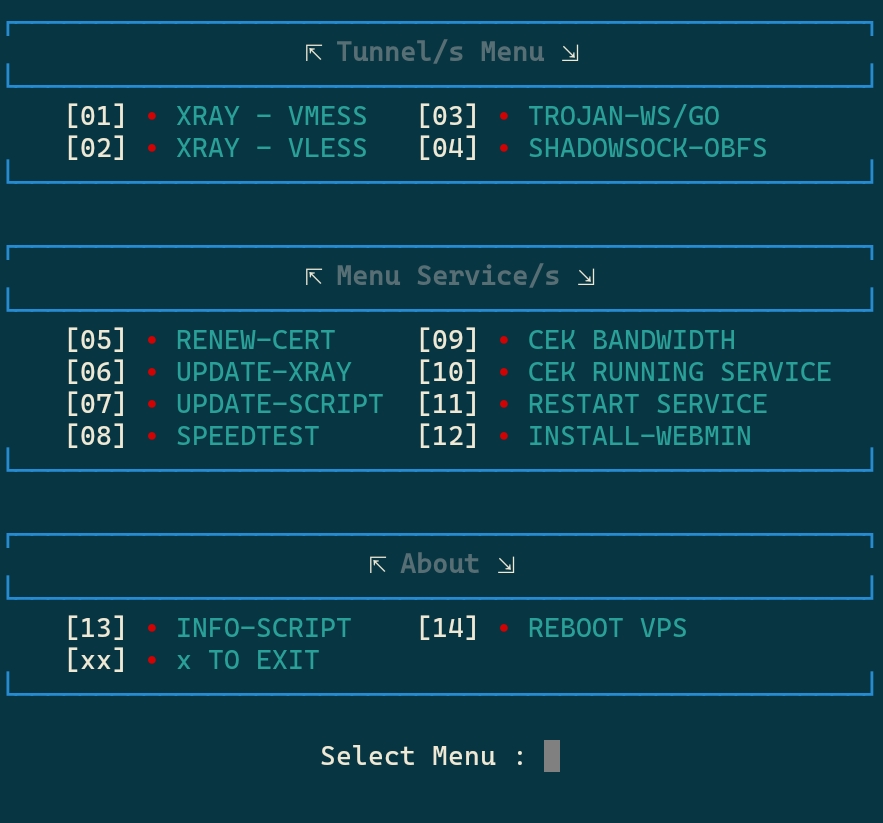 ⇱ Tunnel/s Menu ⇲
[01] • XRAY - VMESS [03] • TROJAN-WS/GO
[02] • XRAY - VLESS [04] • SHADOWSOCK-OBFS
⇱ Menu Service/s ⇲
[05] • RENEW-CERT [09] • CEK BANDWIDTH
[06] • UPDATE-XRAY [10] • CEK RUNNING SERVICE
[07] • UPDATE-SCRIPT [11] • RESTART SERVICE
[08] • SPEEDTEST [12] • INSTALL-WEBMIN
⇱ About ⇲
[13] • INFO-SCRIPT [14] • REBOOT VPS
[xx] • x TO EXIT
Select Menu :